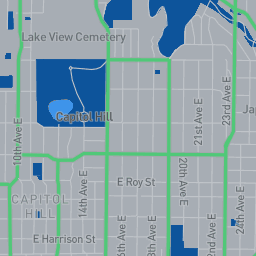 Lake View Cemetery
Capitol Hill
10th Ave E
23rd Ave E
21st Ave E
Ja
E Roy St
CAPITOL
HILL
14th Ave E
20th Ave E
24th Ave E
E Harrison St